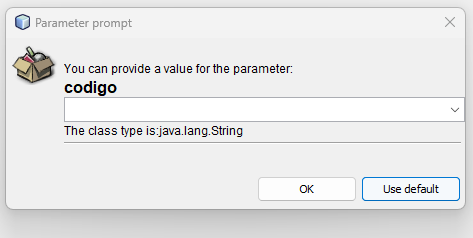 Parameter prompt
You can provide a value for the parameter:
codigo
The class type is:java.lang.String
OK
Use default